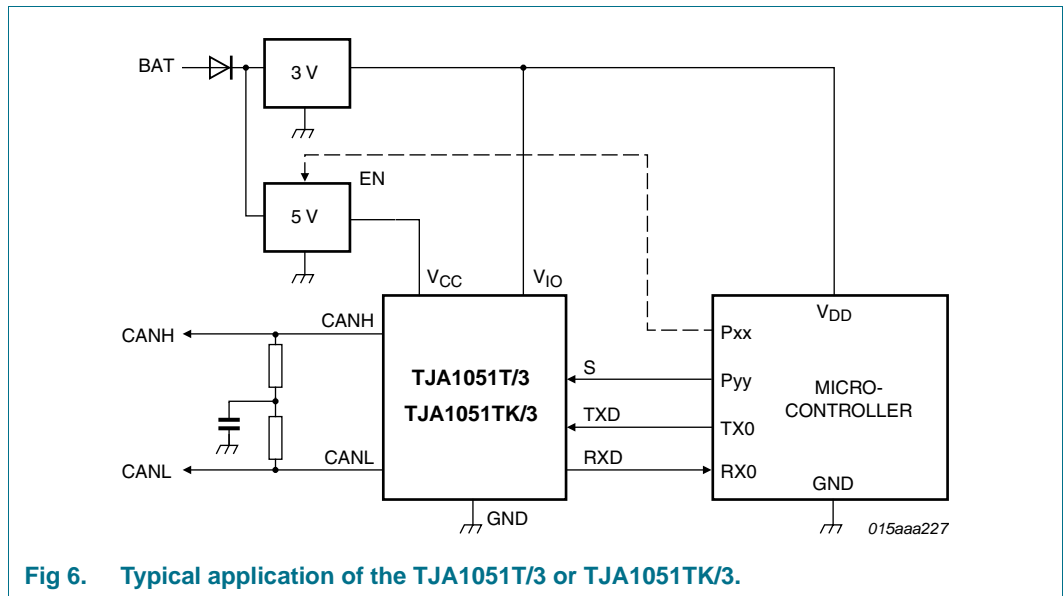 BAT
3 V
EN
5 V
VCC
VIO
VDD
CANH
CANH
Pxx
TJA1051T/3
S
Pyy
MICRO-
TJA1051TK/3
CONTROLLER
TXD
TX0
RXD
CANL
CANL
RX0
GND
GND
015aaa227
Fig 6. Typical application of the TJA1051T/3 or TJA1051TK/3.